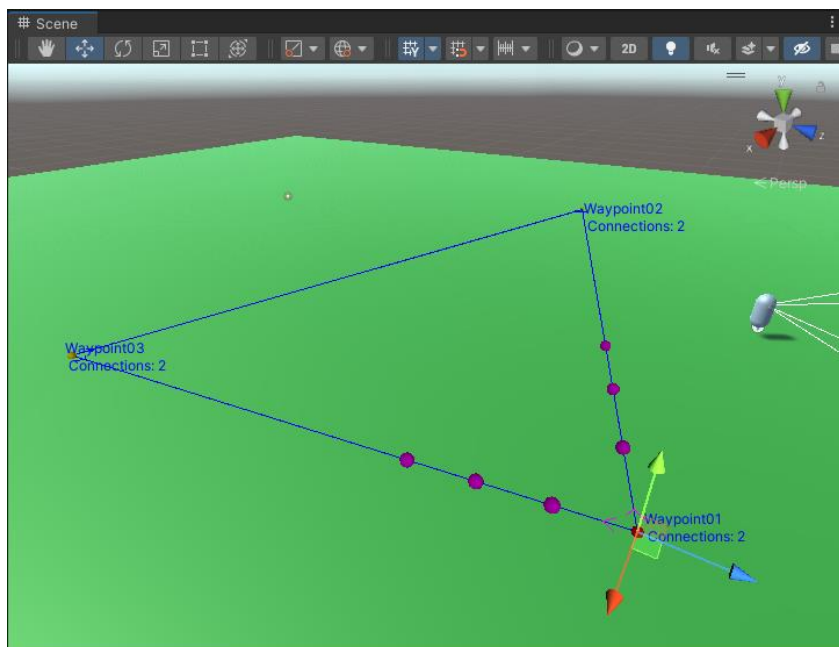 Scene
2D
y
x
z
Persp
Waypoint02
Connections: 2
Waypoint03
Connections: 2
Waypoint01
Connections: 2